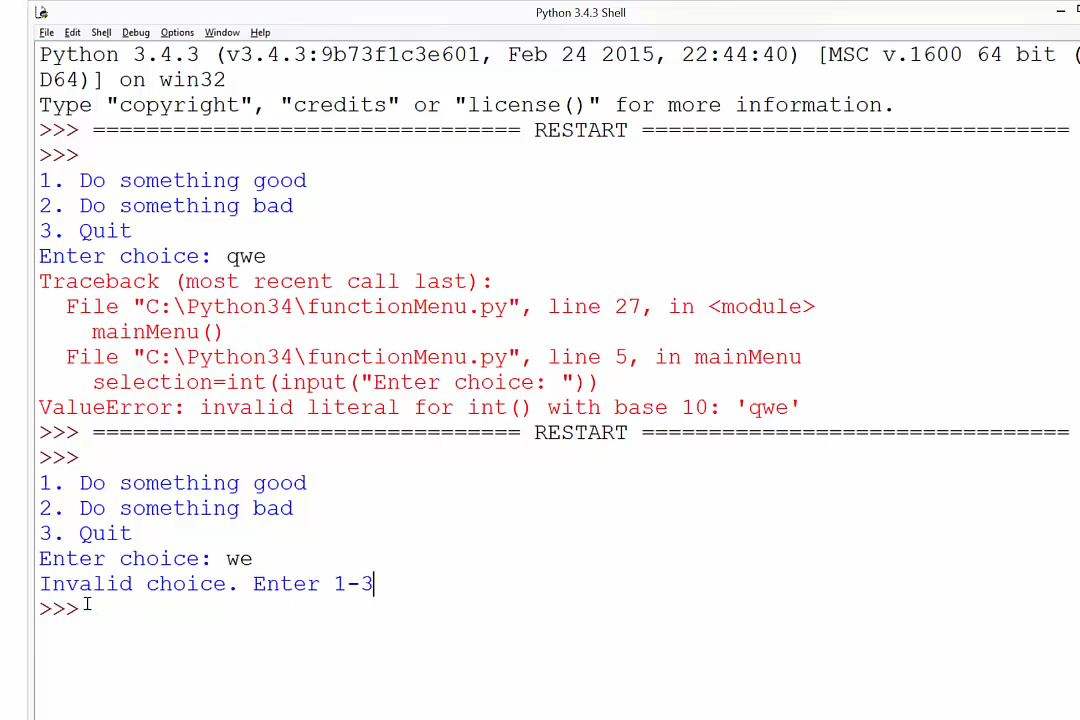 Python 3.4.3 Shell
File Edit Shell Debug Options Window Help
Python 3.4.3 (v3.4.3:9b73f1c3e601, Feb 24 2015, 22:44:40) [MSC v.1600 64 bit (
D64)] on win32
Type "copyright", "credits" or "license()" for more information.
>>> ================================ RESTART ================================
>>>
1. Do something good
2. Do something bad
3. Quit
Enter choice: qwe
Traceback (most recent call last):
  File "C:\Python34\functionMenu.py", line 27, in <module>
    mainMenu()
  File "C:\Python34\functionMenu.py", line 5, in mainMenu
    selection=int(input("Enter choice: "))
ValueError: invalid literal for int() with base 10: 'qwe'
>>> ================================ RESTART ================================
>>>
1. Do something good
2. Do something bad
3. Quit
Enter choice: we
Invalid choice. Enter 1-3
>>>